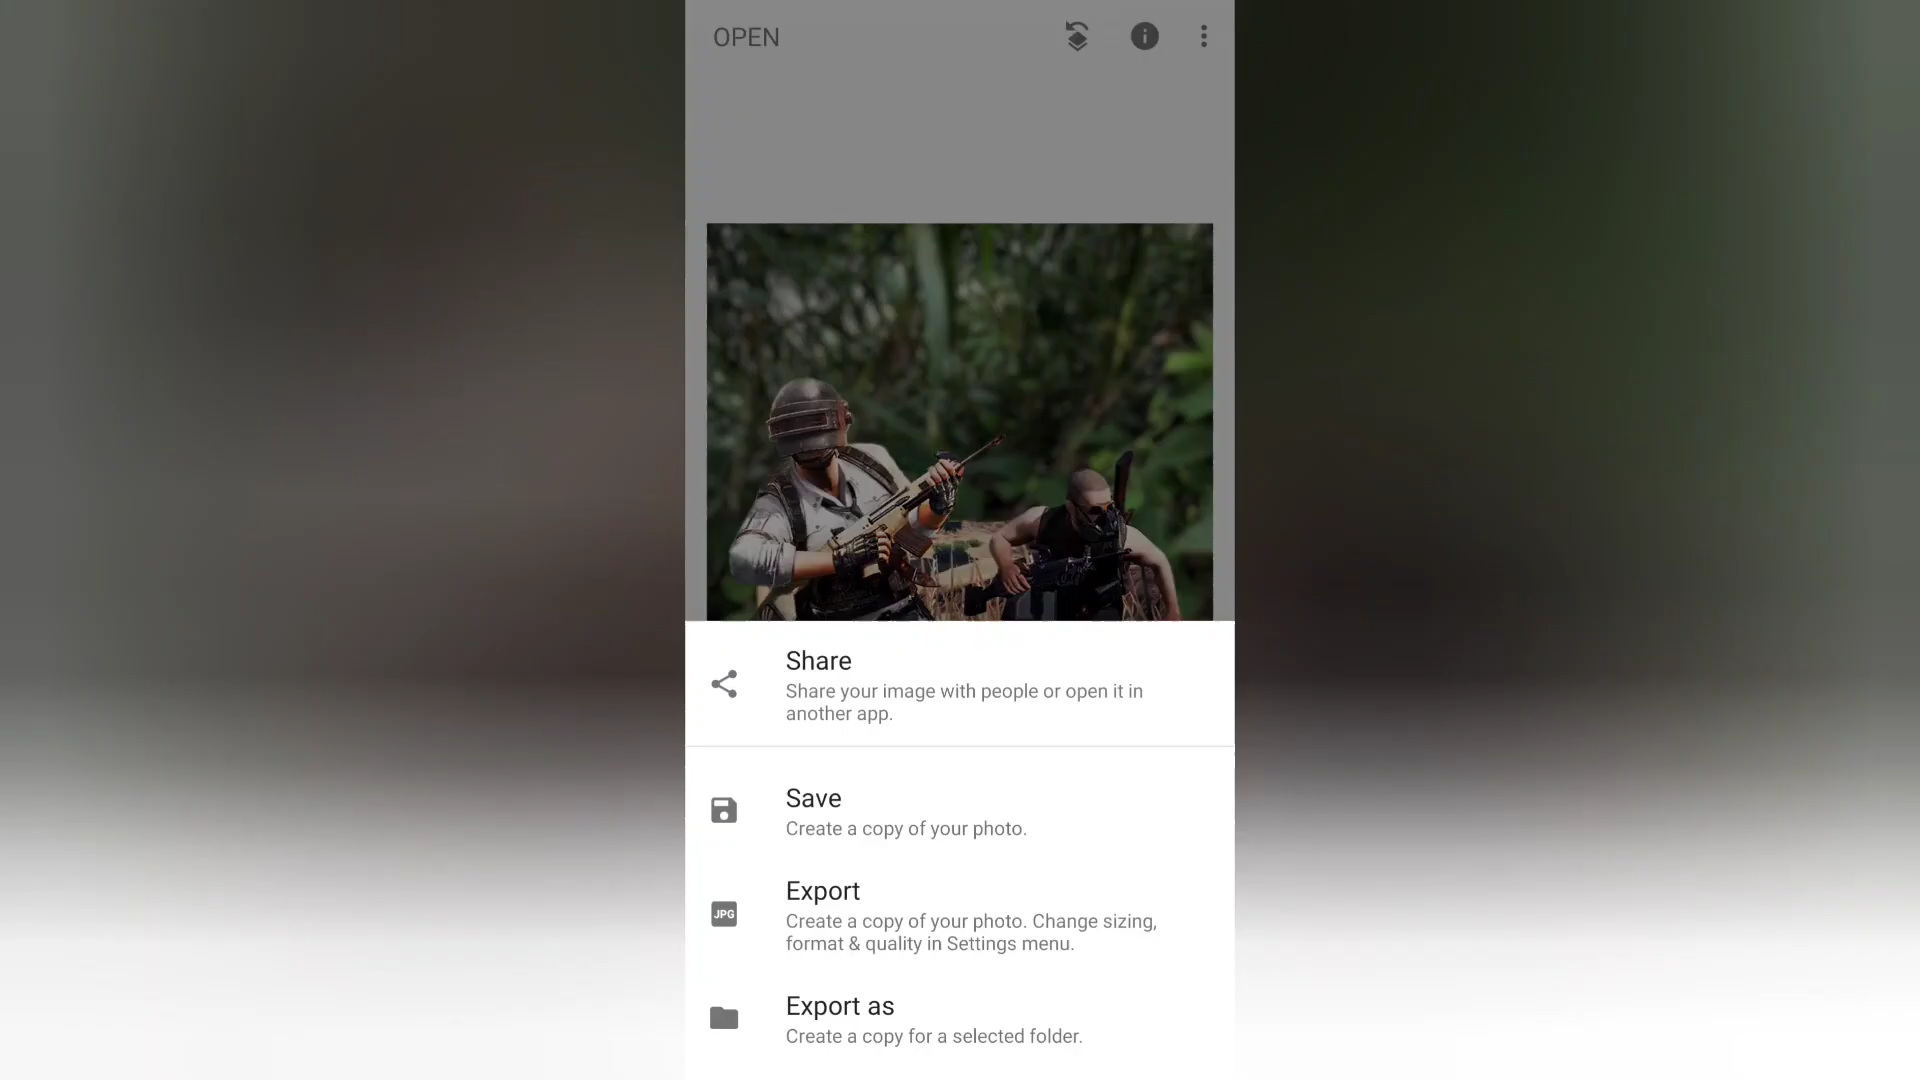 OPEN
Share
Share your image with people or open it in
another app.
Save
Create a copy of your photo.
JPG
Export
Create a copy of your photo. Change sizing,
format & quality in Settings menu.
Export as
Create a copy for a selected folder.